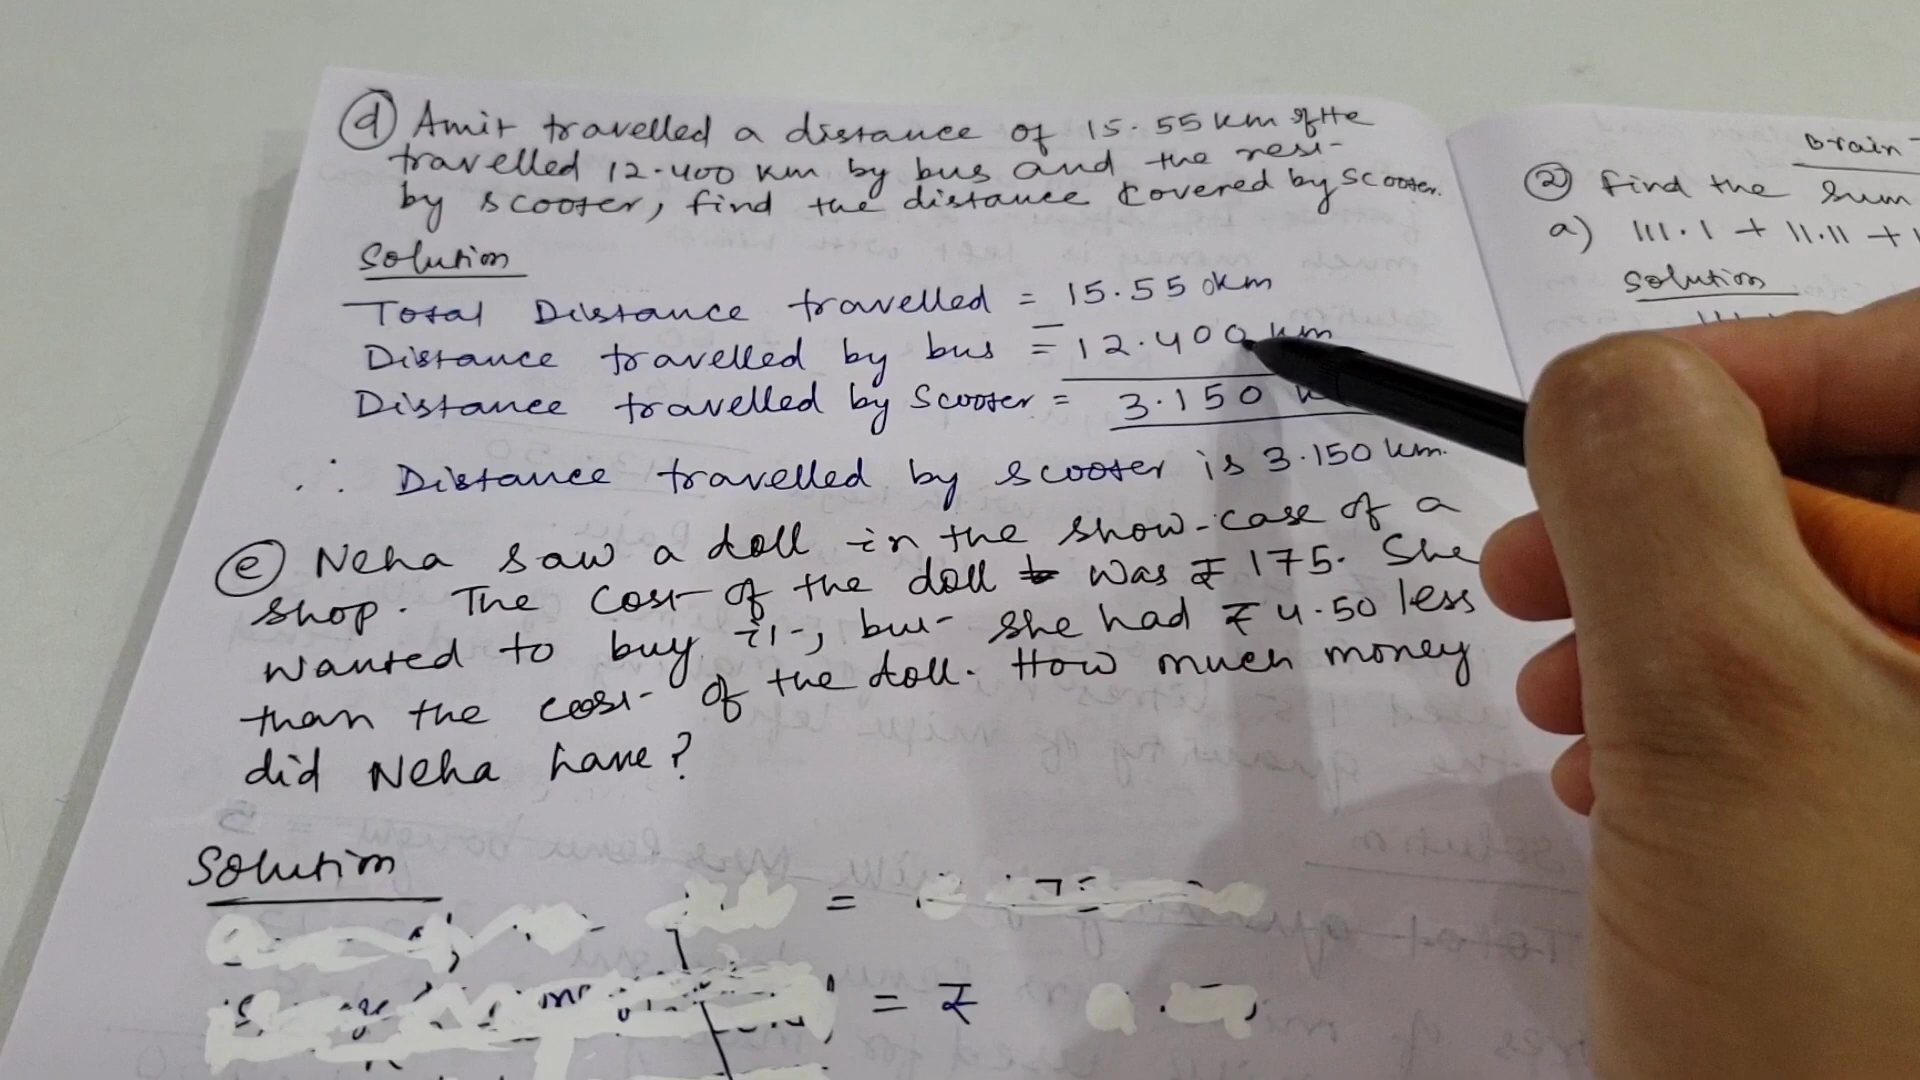 (d) Amit travelled a distance of 15.55 km if He
travelled 12.400 km by bus and the rest
by scooter, find the distance covered by scooter.
Solution
Total Distance travelled = 15.550km
Distance travelled by bus = - 12.400 km
Distance travelled by Scooter = 3.150
∴ Distance travelled by scooter is 3.150 km.
(e) Neha saw a doll in the show-case of a
shop. The cost of the doll was ₹ 175. She
wanted to buy it, but she had ₹ 4.50 less
than the cost of the doll. How much money
did Neha have?
Solution
=
= ₹
Brain
(2) Find the sum
a) 111.1 + 11.11 +
Solution